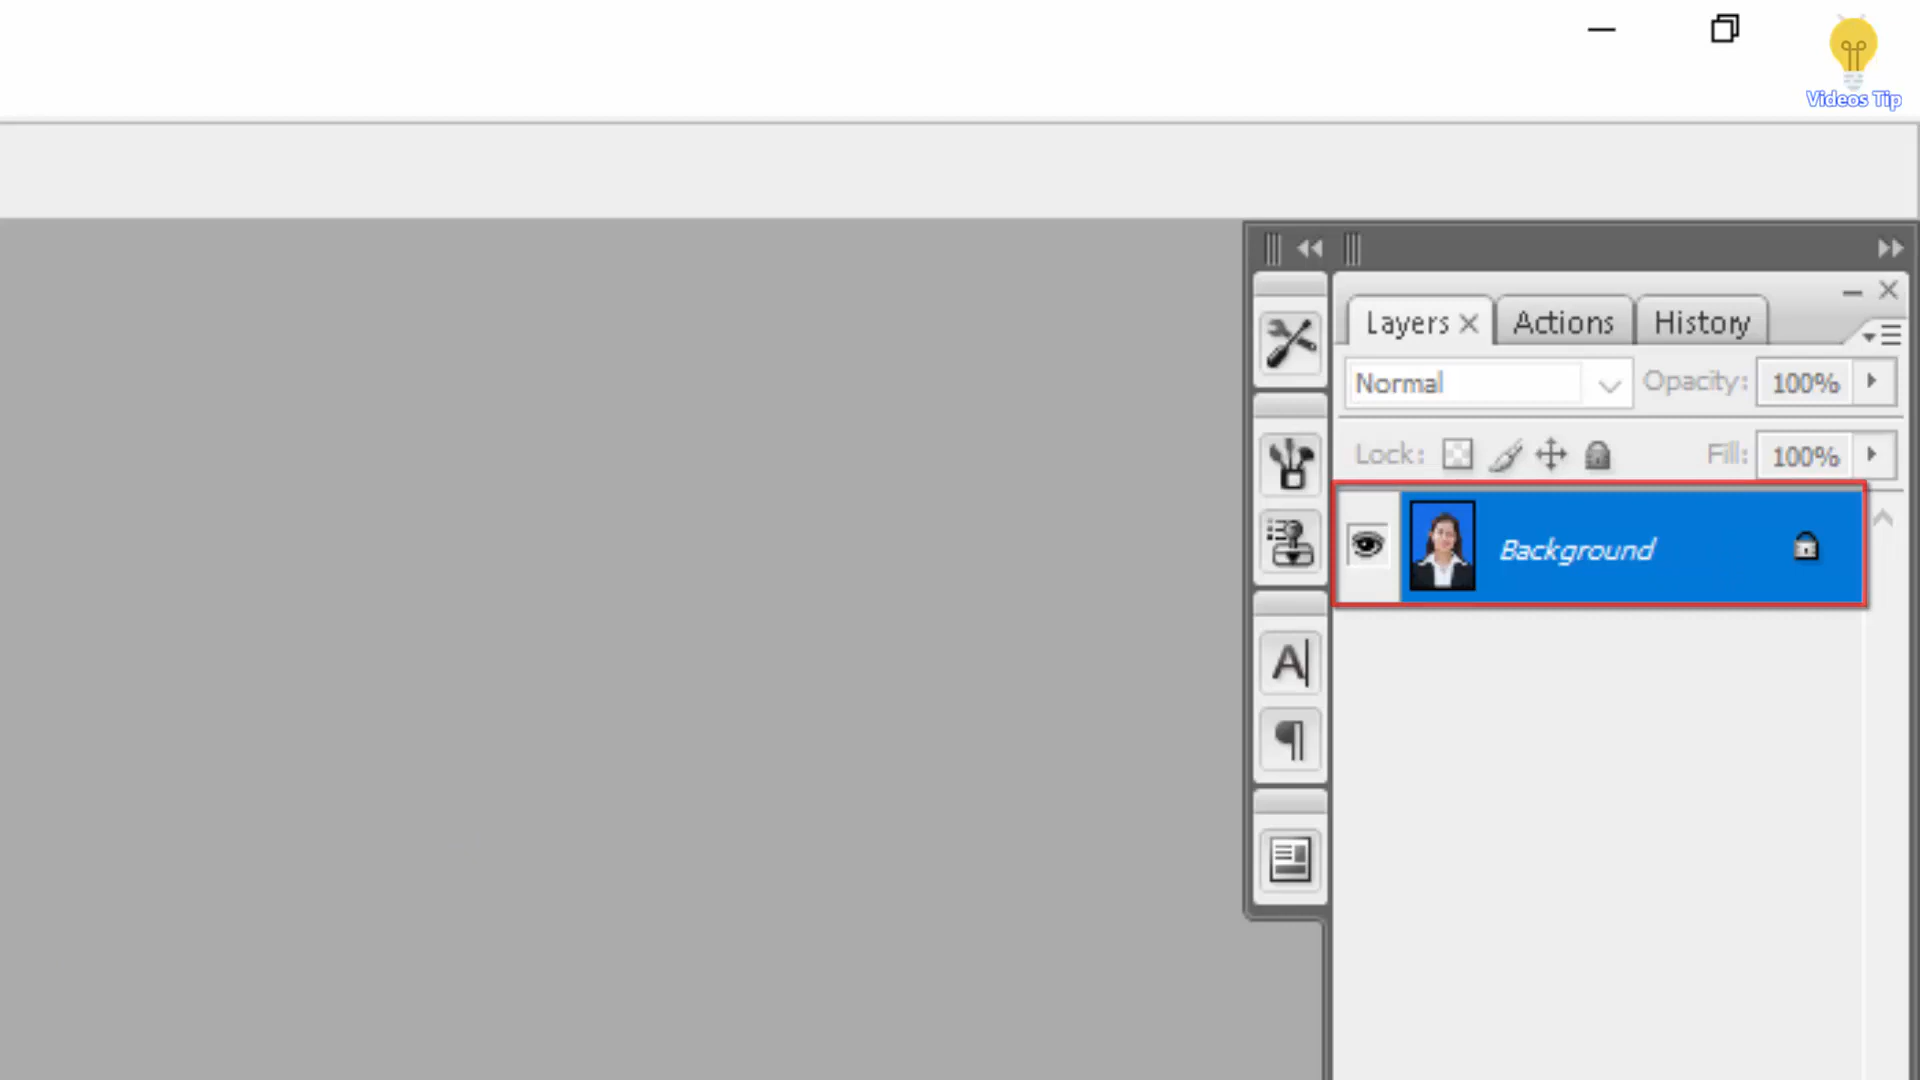 Videos Tip
Layers Actions History
Normal Opacity: 100%
Lock: Fill: 100%
Background